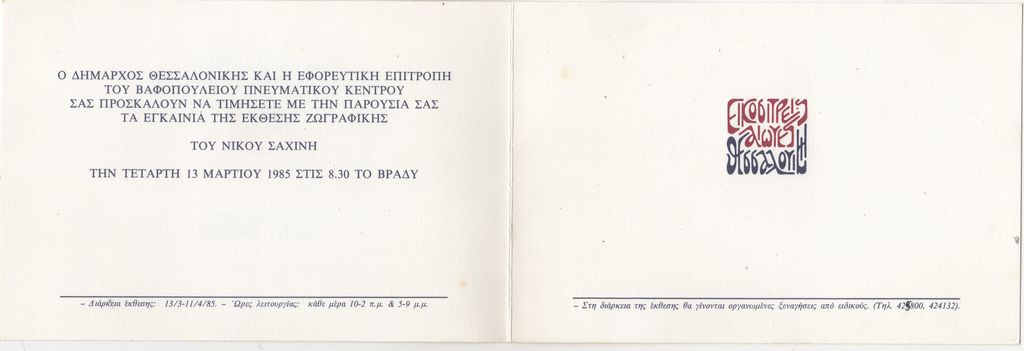 Ο ΔΗΜΑΡΧΟΣ ΘΕΣΣΑΛΟΝΙΚΗΣ ΚΑΙ Η ΕΦΟΡΕΥΤΙΚΗ ΕΠΙΤΡΟΠΗ
ΤΟΥ ΒΑΦΟΠΟΥΛΕΙΟΥ ΠΝΕΥΜΑΤΙΚΟΥ ΚΕΝΤΡΟΥ
ΣΑΣ ΠΡΟΣΚΑΛΟΥΝ ΝΑ ΤΙΜΗΣΕΤΕ ΜΕ ΤΗΝ ΠΑΡΟΥΣΙΑ ΣΑΣ
ΤΑ ΕΓΚΑΙΝΙΑ ΤΗΣ ΕΚΘΕΣΗΣ ΖΩΓΡΑΦΙΚΗΣ
ΤΟΥ ΝΙΚΟΥ ΣΑΧΙΝΗ
ΤΗΝ ΤΕΤΑΡΤΗ 13 ΜΑΡΤΙΟΥ 1985 ΣΤΙΣ 8.30 ΤΟ ΒΡΑΔΥ
– Διάρκεια έκθεσης: 13/3-11/4/85. – Ώρες λειτουργίας: κάθε μέρα 10-2 π.μ. & 5-9 μ.μ.
ΕΙΚΟΣΙΤΡΕΙΣ
ΑΙΩΝΕΣ
Θεσσαλονίκη
– Στη διάρκεια της έκθεσης θα γίνονται οργανωμένες ξεναγήσεις από ειδικούς. (Τηλ. 425800, 424132).